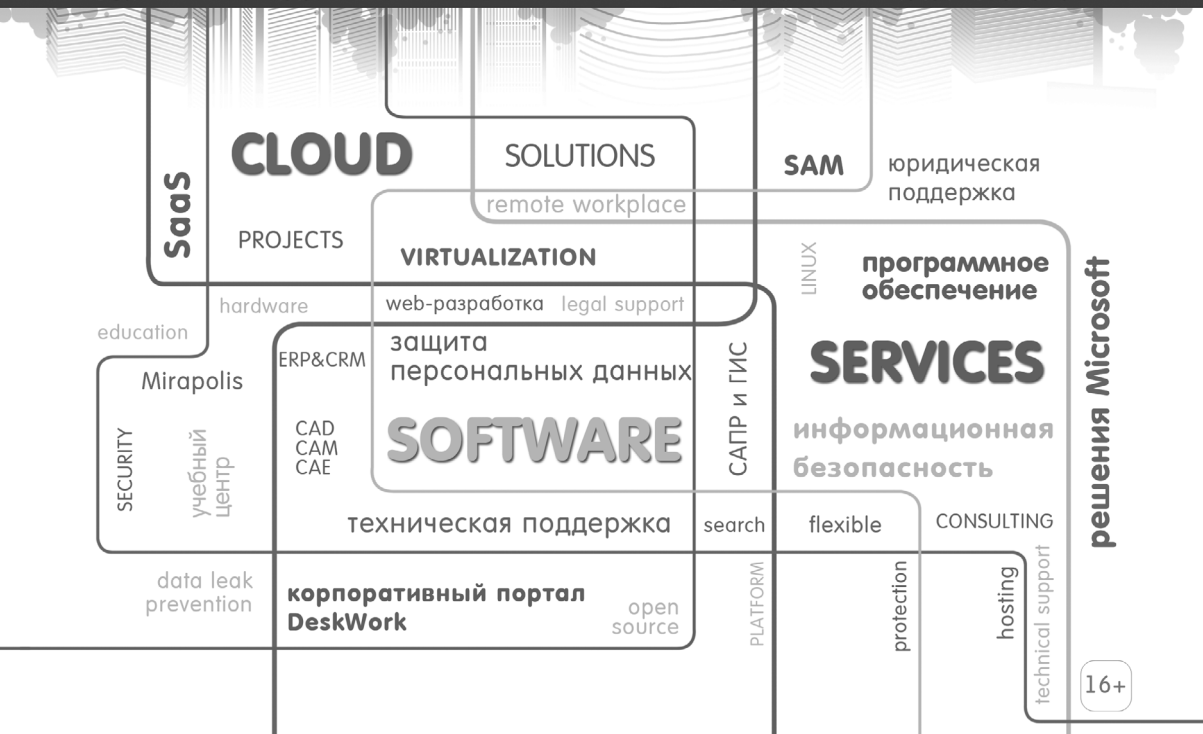 CLOUD
SOLUTIONS
SAM
юридическая
поддержка
SaaS
remote workplace
PROJECTS
VIRTUALIZATION
LINUX
программное
обеспечение
hardware
web-разработка
legal support
education
защита
персональных данных
ERP&CRM
Mirapolis
SERVICES
решения Microsoft
САПР и ГИС
SECURITY
учебный
центр
CAD
CAM
CAE
SOFTWARE
информационная
безопасность
техническая поддержка
search
flexible
CONSULTING
data leak
prevention
корпоративный портал
DeskWork
open
source
PLATFORM
protection
hosting
technical support
16+